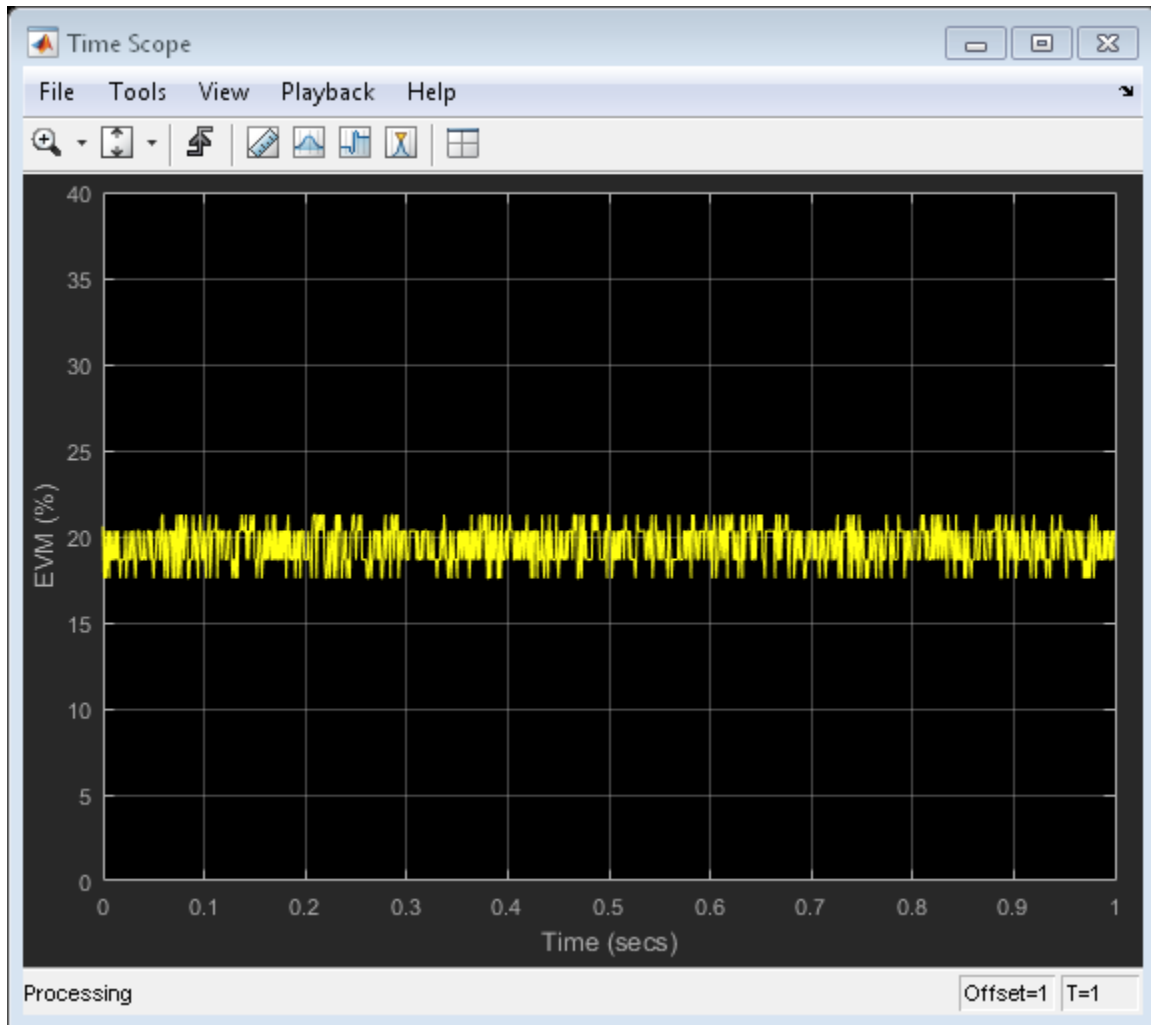 Time Scope
File Tools View Playback Help
40
35
30
25
20
15
10
5
0
EVM (%)
0 0.1 0.2 0.3 0.4 0.5 0.6 0.7 0.8 0.9 1
Time (secs)
Processing Offset=1 T=1